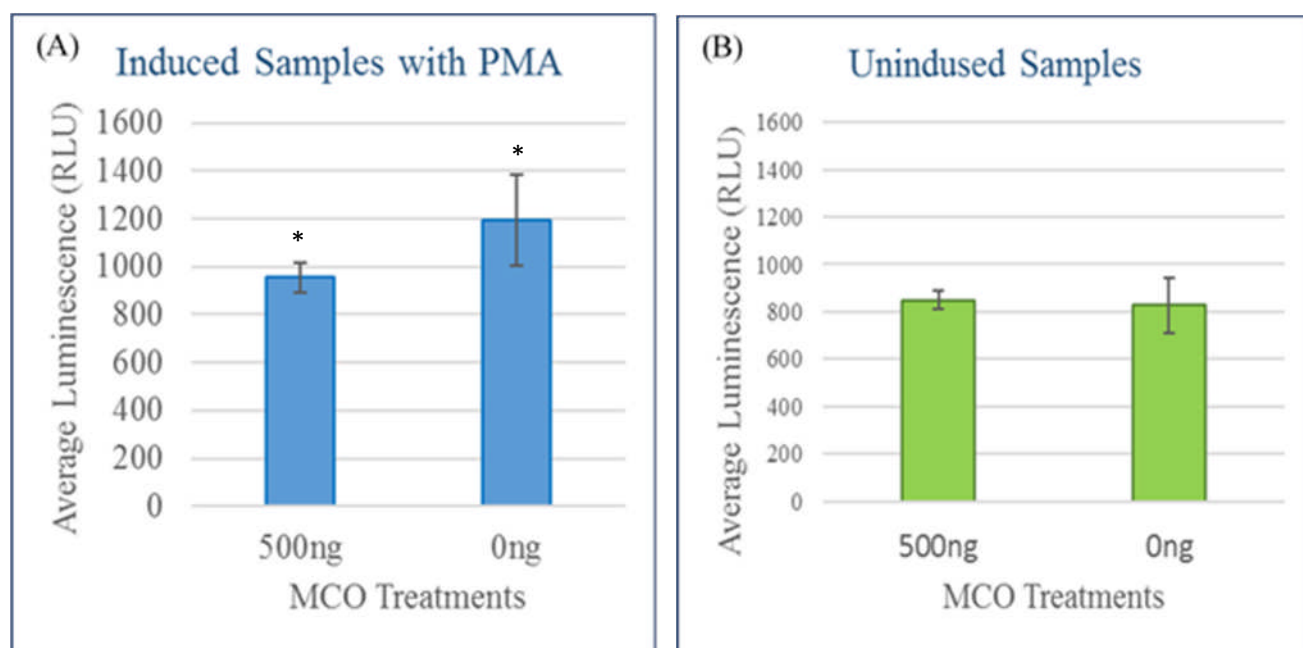 (A)
Induced Samples with PMA
Average Luminescence (RLU)
1600
1400
1200
1000
800
600
400
200
0
*
*
500ng
0ng
MCO Treatments
(B)
Unindused Samples
Average Luminescence (RLU)
1600
1400
1200
1000
800
600
400
200
0
500ng
0ng
MCO Treatments